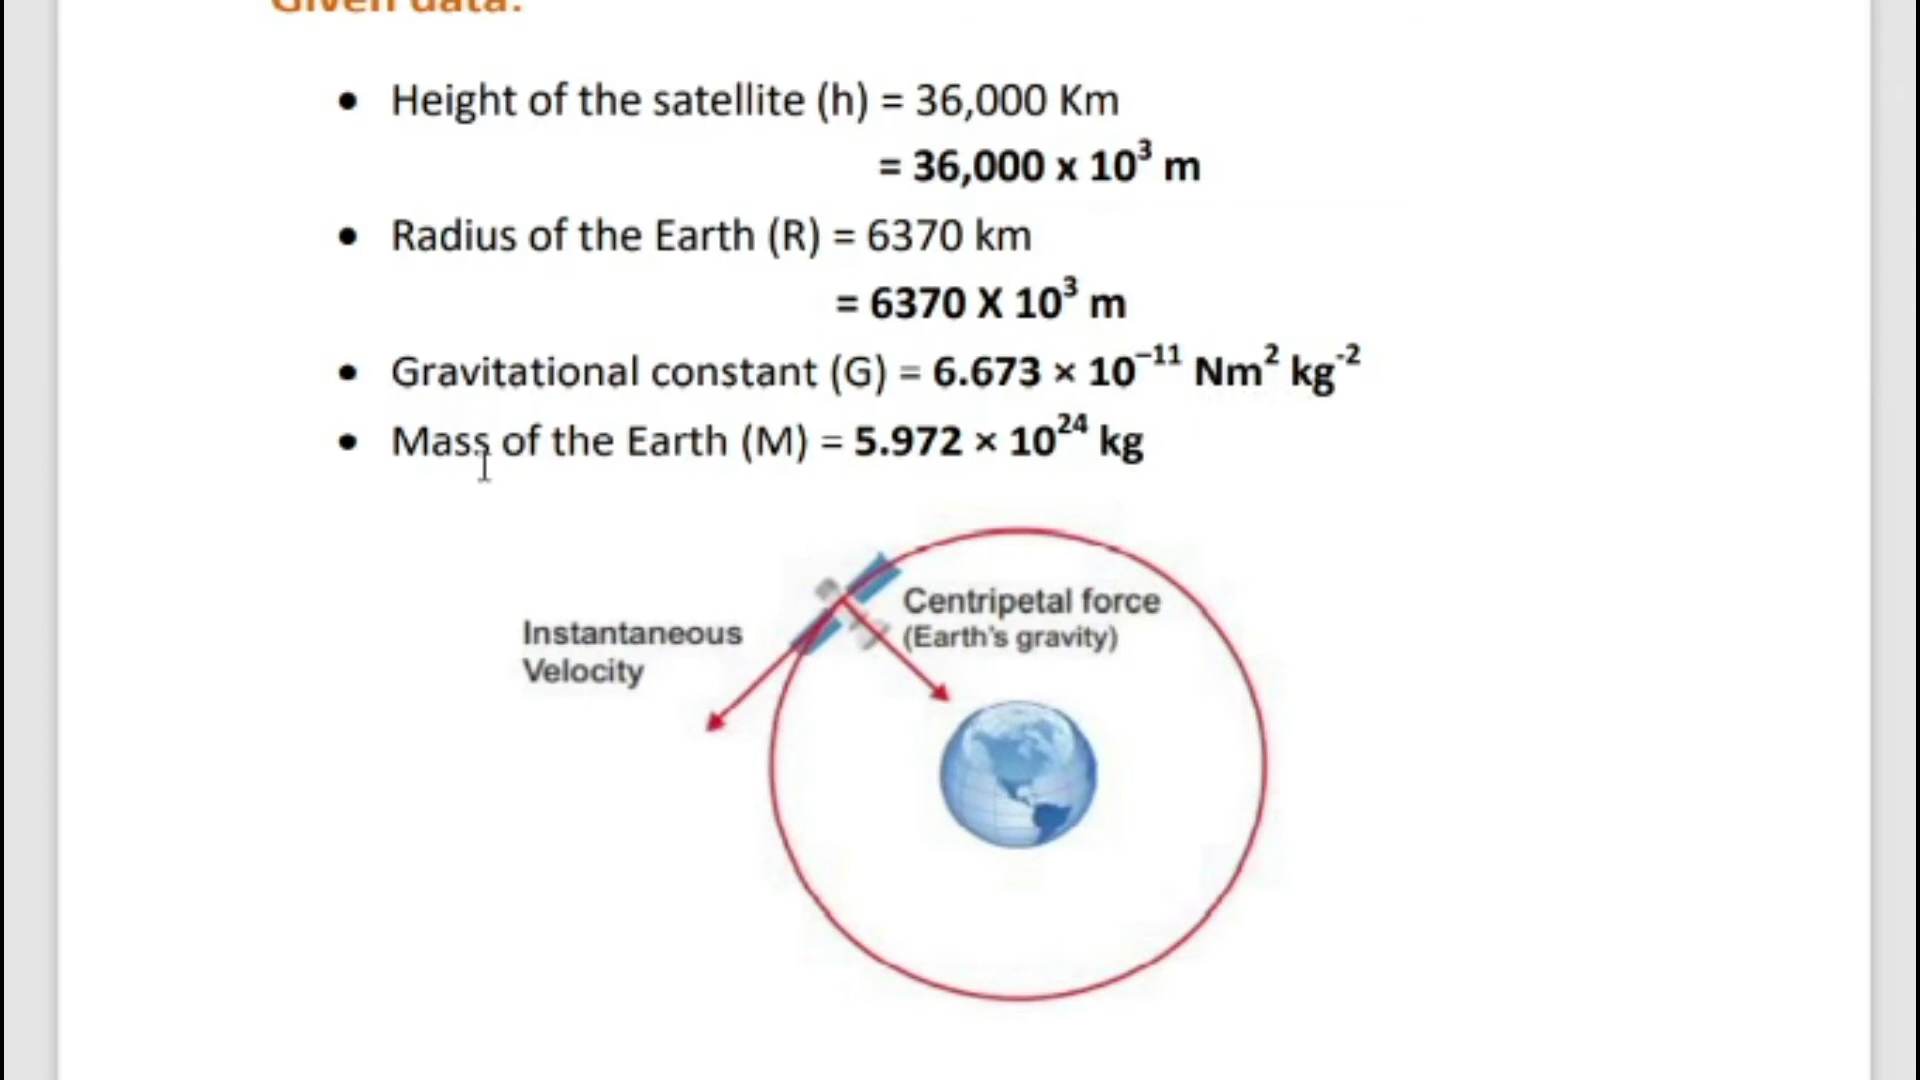 Given data:
• Height of the satellite (h) = 36,000 Km
= 36,000 x 10³ m
• Radius of the Earth (R) = 6370 km
= 6370 X 10³ m
• Gravitational constant (G) = 6.673 × 10⁻¹¹ Nm² kg⁻²
• Mass of the Earth (M) = 5.972 × 10²⁴ kg
Centripetal force
(Earth's gravity)
Instantaneous
Velocity